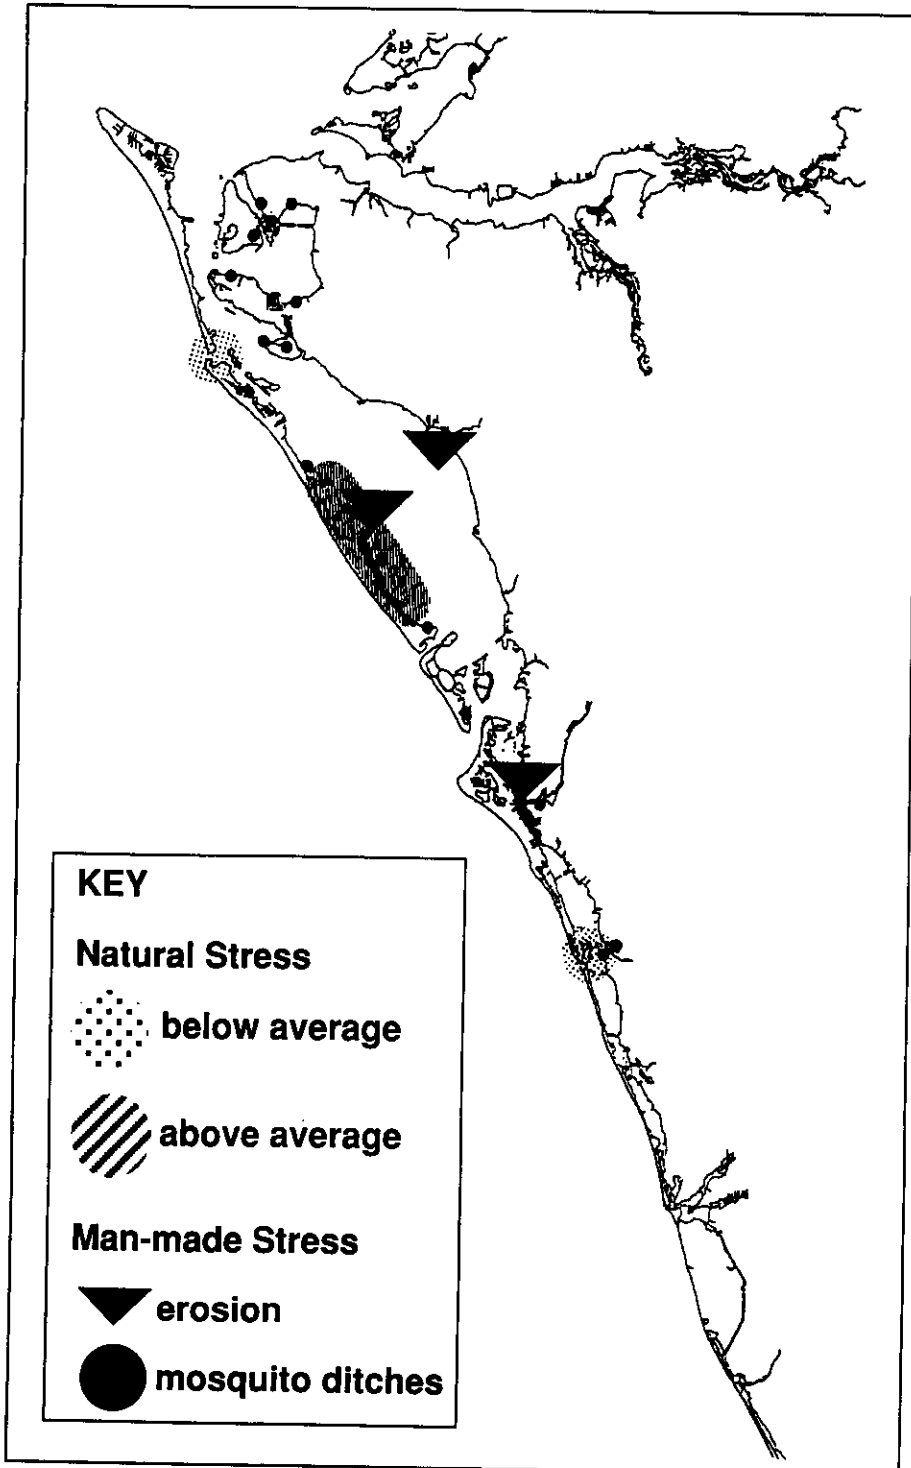 KEY
Natural Stress
below average
above average
Man-made Stress
erosion
mosquito ditches